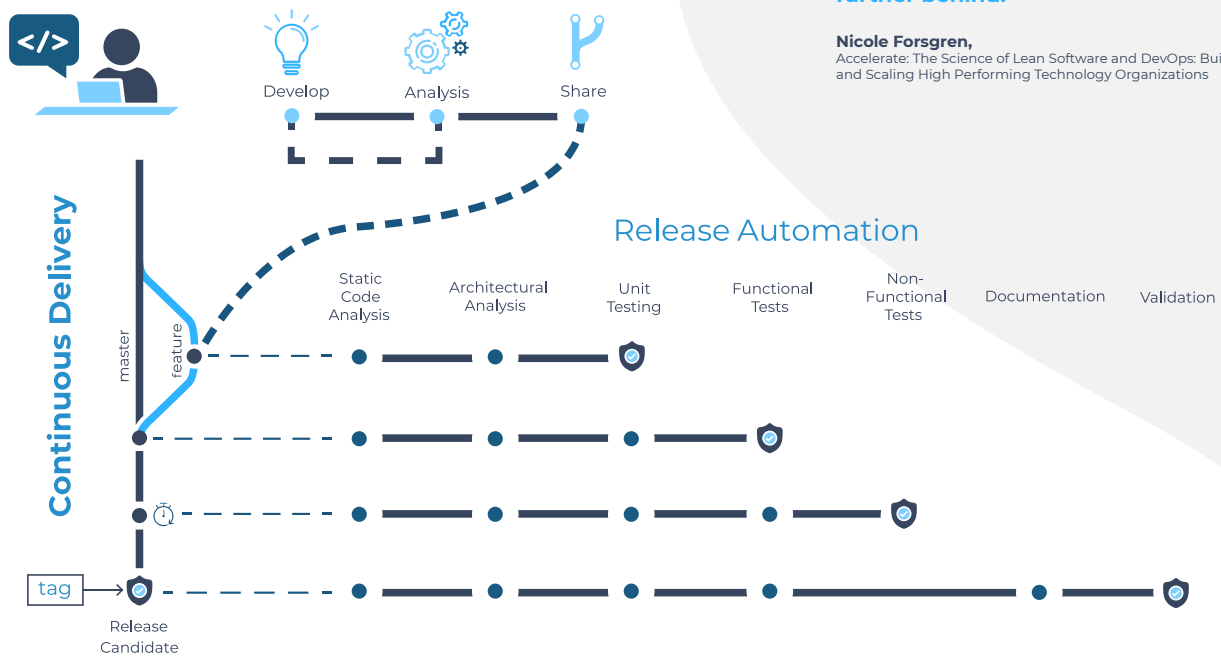 further behind.
</>
Nicole Forsgren,
Accelerate: The Science of Lean Software and DevOps: Bui
and Scaling High Performing Technology Organizations
Develop
Analysis
Share
Continuous Delivery
Release Automation
Static
Code
Analysis
Architectural
Analysis
Unit
Testing
Functional
Tests
Non-
Functional
Tests
Documentation
Validation
master
feature
tag
Release
Candidate